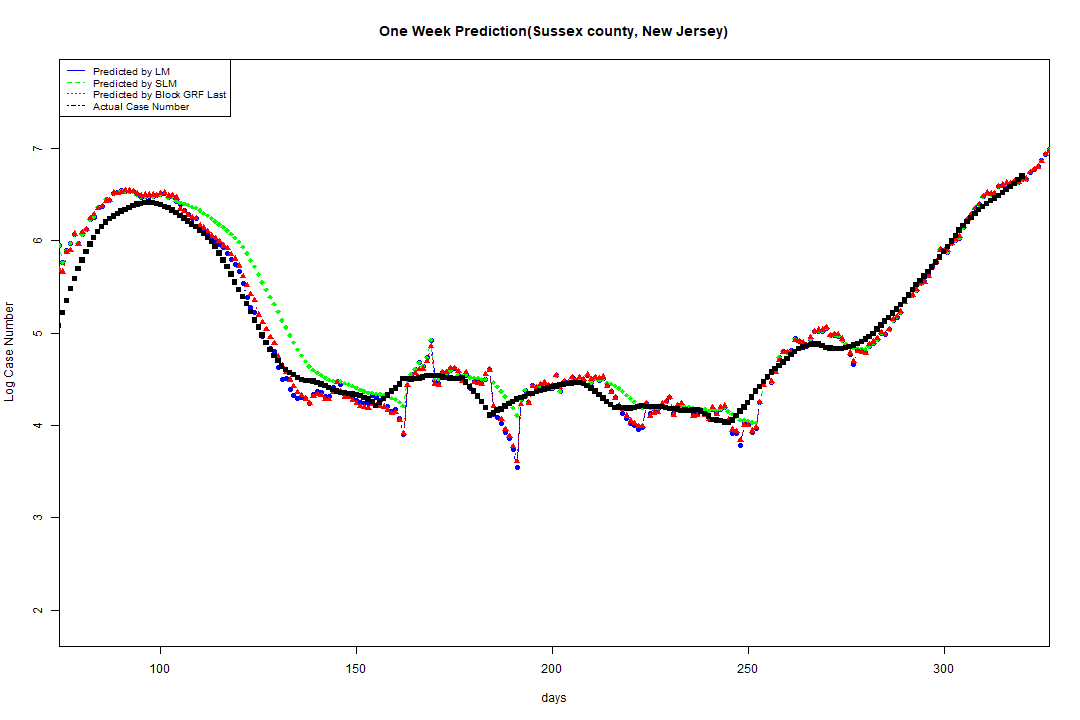 One Week Prediction(Sussex county, New Jersey)
Predicted by LM
Predicted by SLM
Predicted by Block GRF Last
Actual Case Number
7
6
5
4
3
2
Log Case Number
100 150 200 250 300
days